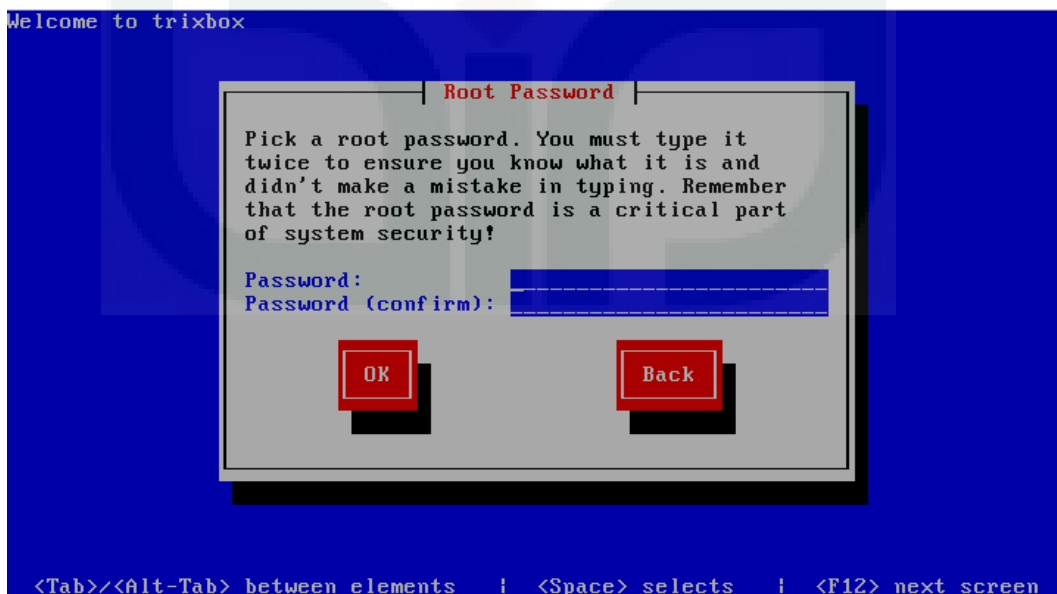 Welcome to trixbox
Root Password
Pick a root password. You must type it
twice to ensure you know what it is and
didn't make a mistake in typing. Remember
that the root password is a critical part
of system security!
Password:
Password (confirm):
OK Back
<Tab>/<Alt-Tab> between elements | <Space> selects | <F12> next screen